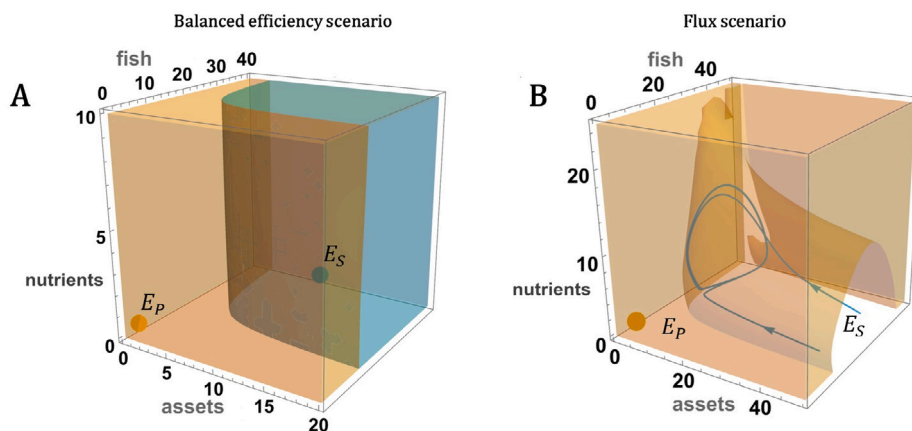 Balanced efficiency scenario
Flux scenario
A
fish
0 10 20 30 40
10
5
0
nutrients
E_S
E_P
0 5 10 15 20
assets
B
fish
0 20 40
20
10
0
nutrients
E_P
E_S
0 20 40
assets